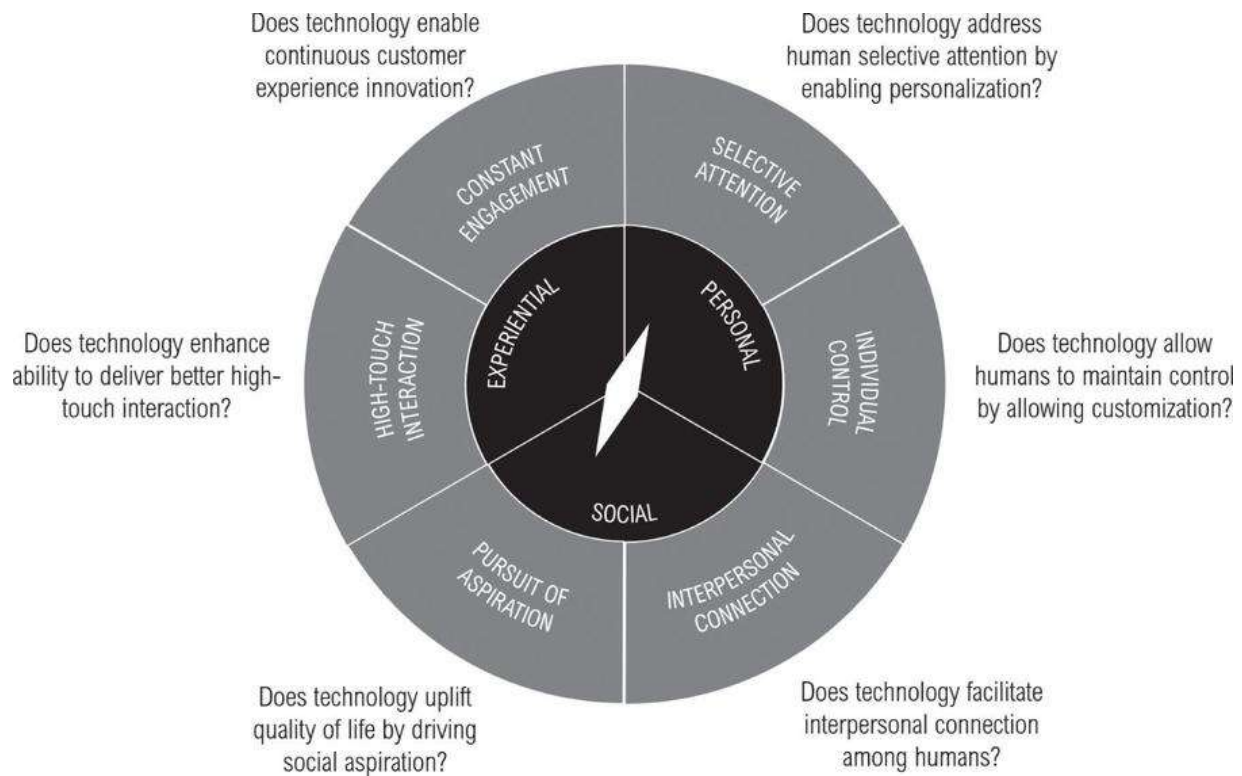 Does technology enable
continuous customer
experience innovation?
Does technology address
human selective attention by
enabling personalization?
CONSTANT
ENGAGEMENT
SELECTIVE
ATTENTION
EXPERIENTIAL
PERSONAL
Does technology enhance
ability to deliver better high-
touch interaction?
HIGH-TOUCH
INTERACTION
INDIVIDUAL
CONTROL
Does technology allow
humans to maintain control
by allowing customization?
SOCIAL
PURSUIT OF
ASPIRATION
INTERPERSONAL
CONNECTION
Does technology uplift
quality of life by driving
social aspiration?
Does technology facilitate
interpersonal connection
among humans?